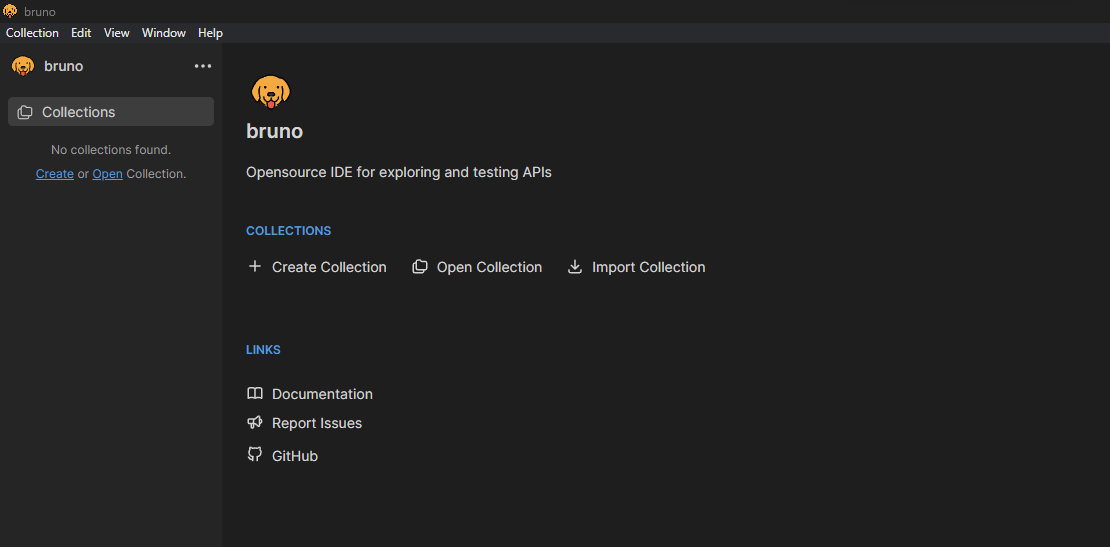 bruno
Collection Edit View Window Help
bruno
Collections
No collections found.
Create or Open Collection.
bruno
Opensource IDE for exploring and testing APIs
COLLECTIONS
Create Collection Open Collection Import Collection
LINKS
Documentation
Report Issues
GitHub